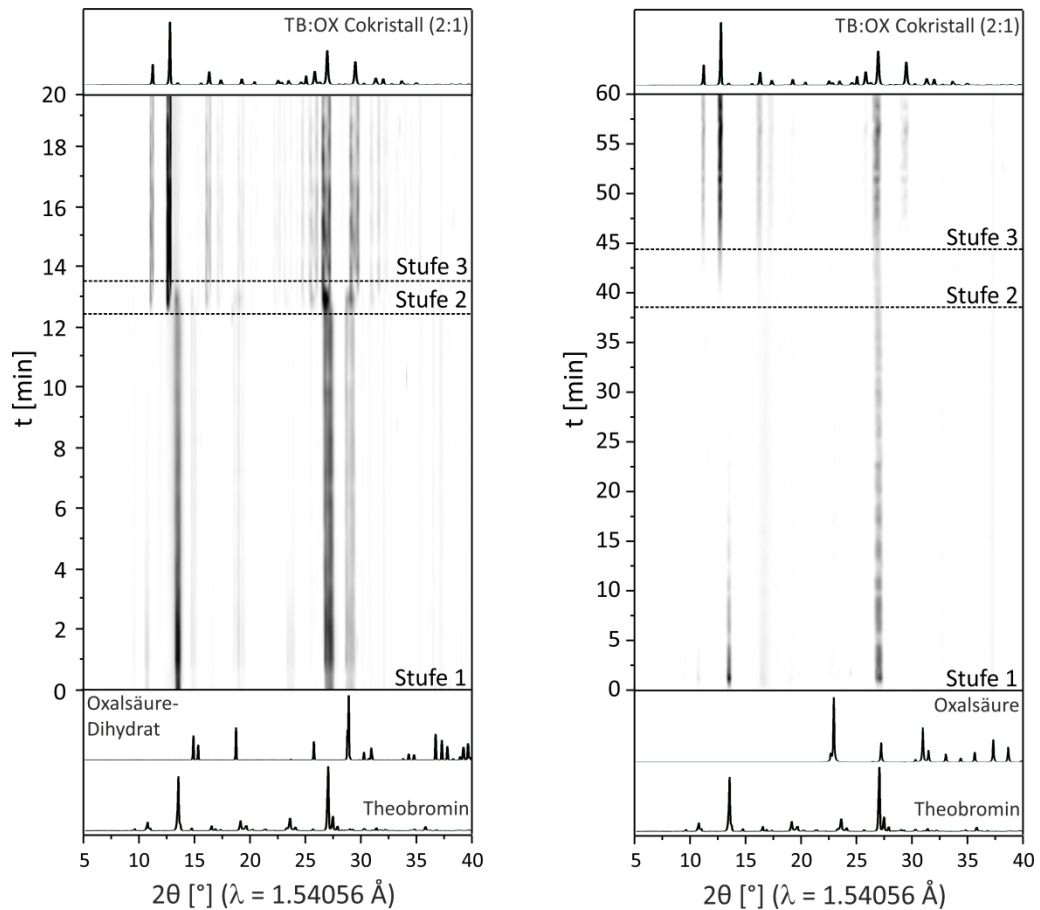 TB:OX Cokristall (2:1)
20
18
16
14
12
10
8
6
4
2
0
t [min]
Stufe 3
Stufe 2
Stufe 1
Oxalsäure-
Dihydrat
Theobromin
5 10 15 20 25 30 35 40
2θ [°] (λ = 1.54056 Å)
TB:OX Cokristall (2:1)
60
55
50
45
40
35
30
25
20
15
10
5
0
t [min]
Stufe 3
Stufe 2
Stufe 1
Oxalsäure
Theobromin
5 10 15 20 25 30 35 40
2θ [°] (λ = 1.54056 Å)